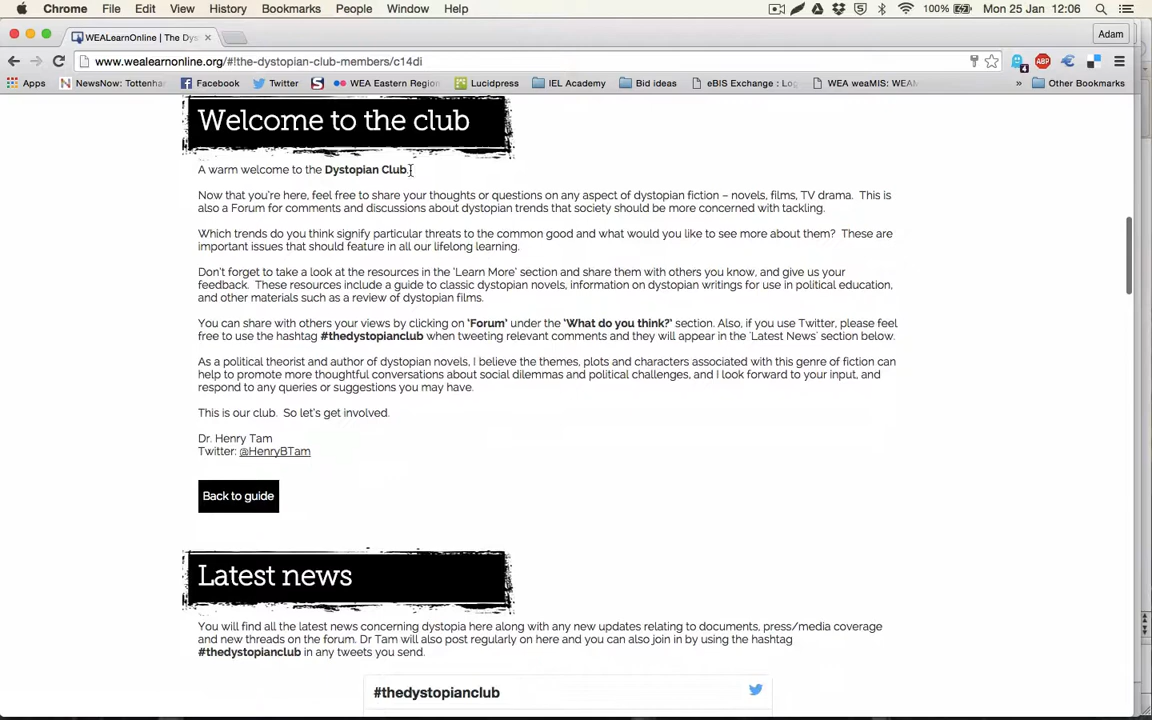 Chrome File Edit View History Bookmarks People Window Help 100% Mon 25 Jan 12:06
WEALearnOnline | The Dys Adam
www.wealearnonline.org/#!the-dystopian-club-members/c14di
Apps NewsNow: Tottenha Facebook Twitter WEA Eastern Region Lucidpress IEL Academy Bid ideas eBIS Exchange : Log WEA weaMIS: WEAM » Other Bookmarks
Welcome to the club
A warm welcome to the Dystopian Club.
Now that you're here, feel free to share your thoughts or questions on any aspect of dystopian fiction – novels, films, TV drama. This is
also a Forum for comments and discussions about dystopian trends that society should be more concerned with tackling.
Which trends do you think signify particular threats to the common good and what would you like to see more about them? These are
important issues that should feature in all our lifelong learning.
Don't forget to take a look at the resources in the 'Learn More' section and share them with others you know, and give us your
feedback. These resources include a guide to classic dystopian novels, information on dystopian writings for use in political education,
and other materials such as a review of dystopian films.
You can share with others your views by clicking on 'Forum' under the 'What do you think?' section. Also, if you use Twitter, please feel
free to use the hashtag #thedystopianclub when tweeting relevant comments and they will appear in the 'Latest News' section below.
As a political theorist and author of dystopian novels, I believe the themes, plots and characters associated with this genre of fiction can
help to promote more thoughtful conversations about social dilemmas and political challenges, and I look forward to your input, and
respond to any queries or suggestions you may have.
This is our club. So let's get involved.
Dr. Henry Tam
Twitter: @HenryBTam
Back to guide
Latest news
You will find all the latest news concerning dystopia here along with any new updates relating to documents, press/media coverage
and new threads on the forum. Dr Tam will also post regularly on here and you can also join in by using the hashtag
#thedystopianclub in any tweets you send.
#thedystopianclub